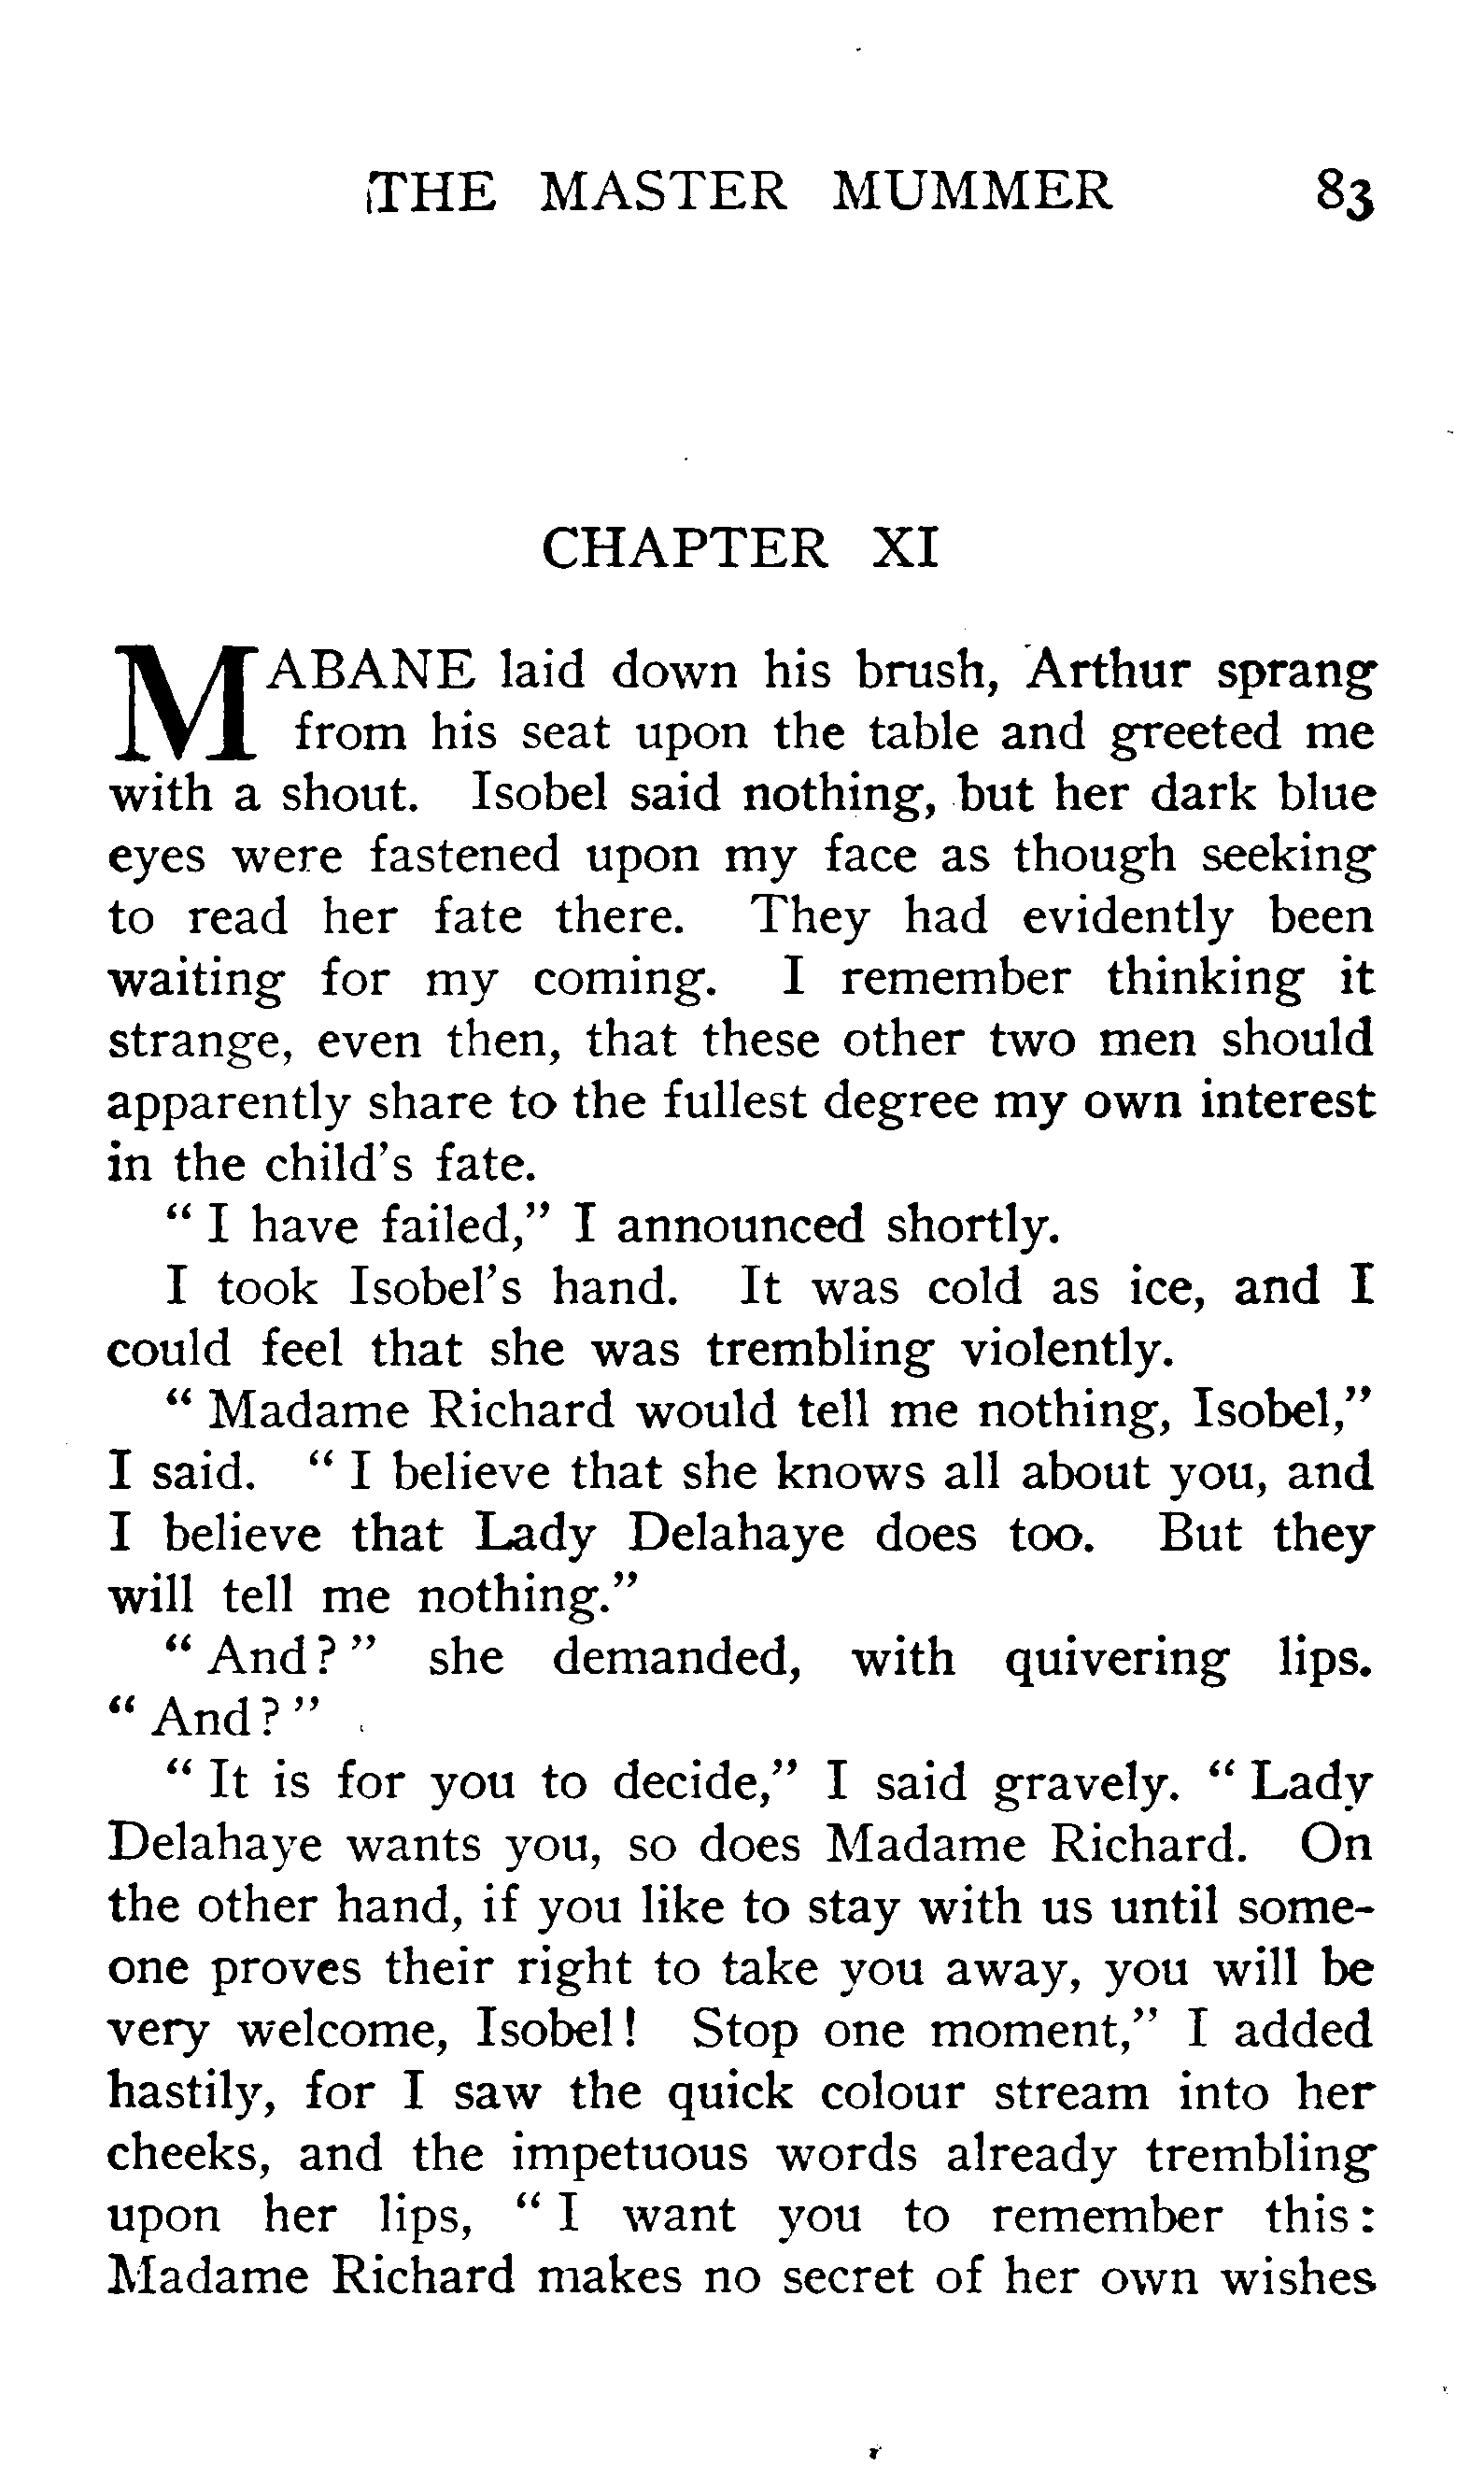 THE MASTER MUMMER 83
CHAPTER XI
MABANE laid down his brush, Arthur sprang
from his seat upon the table and greeted me
with a shout. Isobel said nothing, but her dark blue
eyes were fastened upon my face as though seeking
to read her fate there. They had evidently been
waiting for my coming. I remember thinking it
strange, even then, that these other two men should
apparently share to the fullest degree my own interest
in the child's fate.
" I have failed," I announced shortly.
I took Isobel's hand. It was cold as ice, and I
could feel that she was trembling violently.
" Madame Richard would tell me nothing, Isobel,"
I said. " I believe that she knows all about you, and
I believe that Lady Delahaye does too. But they
will tell me nothing."
" And ? " she demanded, with quivering lips.
" And ? "
" It is for you to decide," I said gravely. " Lady
Delahaye wants you, so does Madame Richard. On
the other hand, if you like to stay with us until some-
one proves their right to take you away, you will be
very welcome, Isobel ! Stop one moment," I added
hastily, for I saw the quick colour stream into her
cheeks, and the impetuous words already trembling
upon her lips, " I want you to remember this :
Madame Richard makes no secret of her own wishes